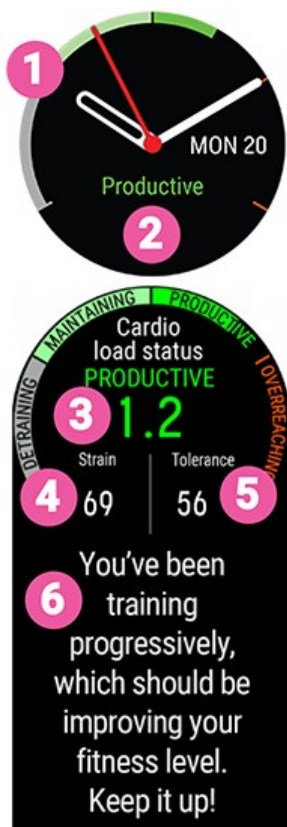 1
MON 20
Productive
2
DETRAINING
MAINTAINING
PRODUCTIVE
OVERREACHING
Cardio
load status
PRODUCTIVE
3
1.2
Strain
Tolerance
4
69
56
5
6
You've been
training
progressively,
which should be
improving your
fitness level.
Keep it up!